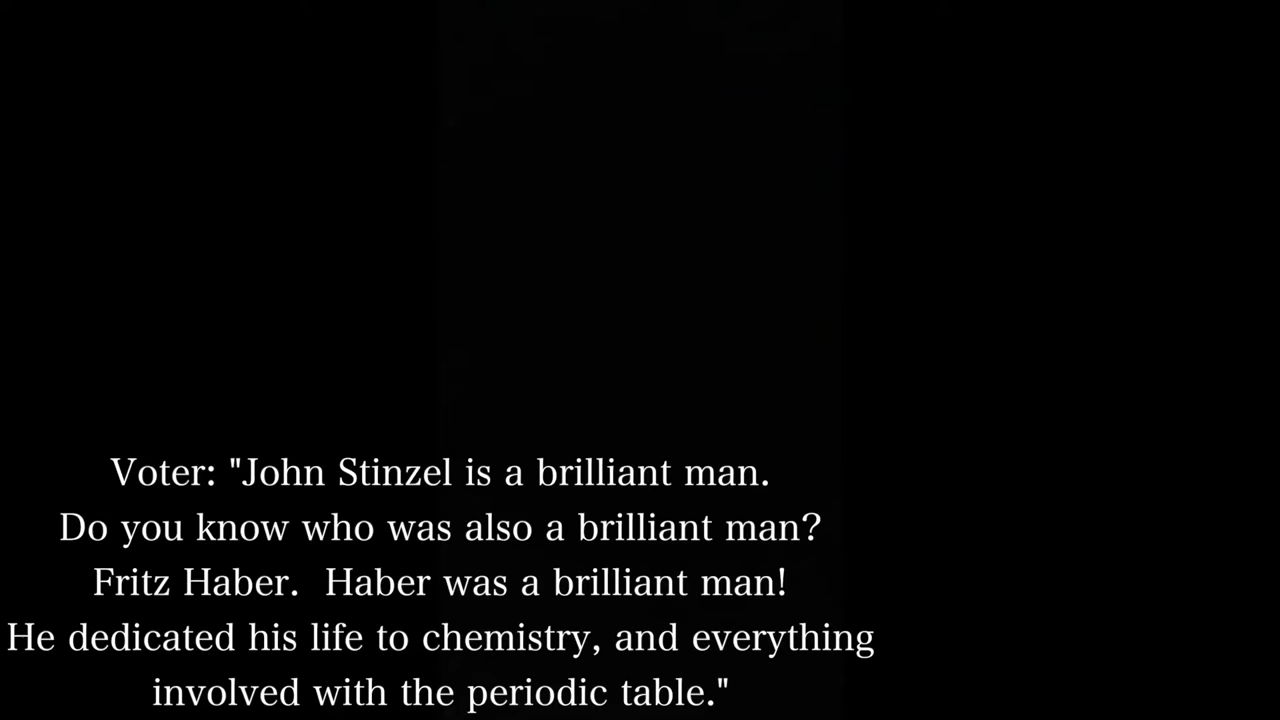 Voter: "John Stinzel is a brilliant man.
Do you know who was also a brilliant man?
Fritz Haber.  Haber was a brilliant man!
He dedicated his life to chemistry, and everything
involved with the periodic table."